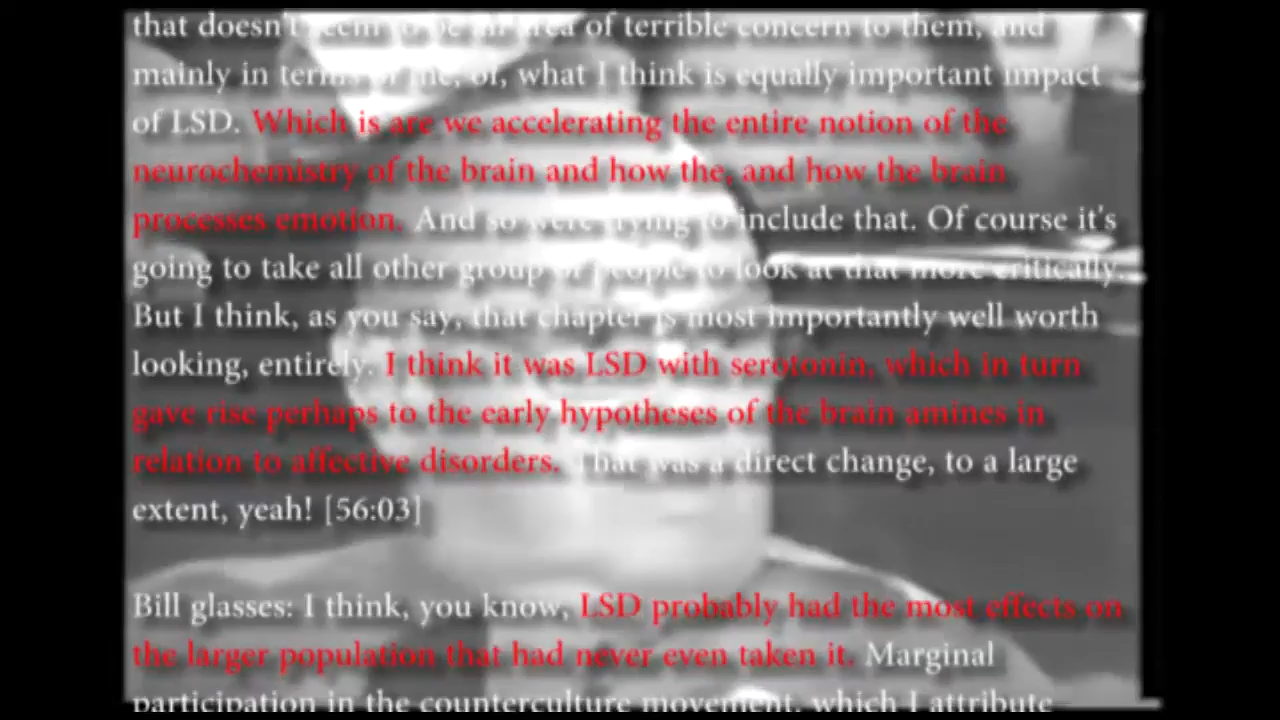 that doesn't seem to be an area of terrible concern to them, and
mainly in terms of the, of, what I think is equally important impact
of LSD. Which is are we accelerating the entire notion of the
neurochemistry of the brain and how the, and how the brain
processes emotion. And so were trying to include that. Of course it's
going to take all other group of people to look at that more critically.
But I think, as you say, that chapter is most importantly well worth
looking, entirely. I think it was LSD with serotonin, which in turn
gave rise perhaps to the early hypotheses of the brain amines in
relation to affective disorders. That was a direct change, to a large
extent, yeah! [56:03]
Bill glasses: I think, you know, LSD probably had the most effects on
the larger population that had never even taken it. Marginal
participation in the counterculture movement, which I attribute